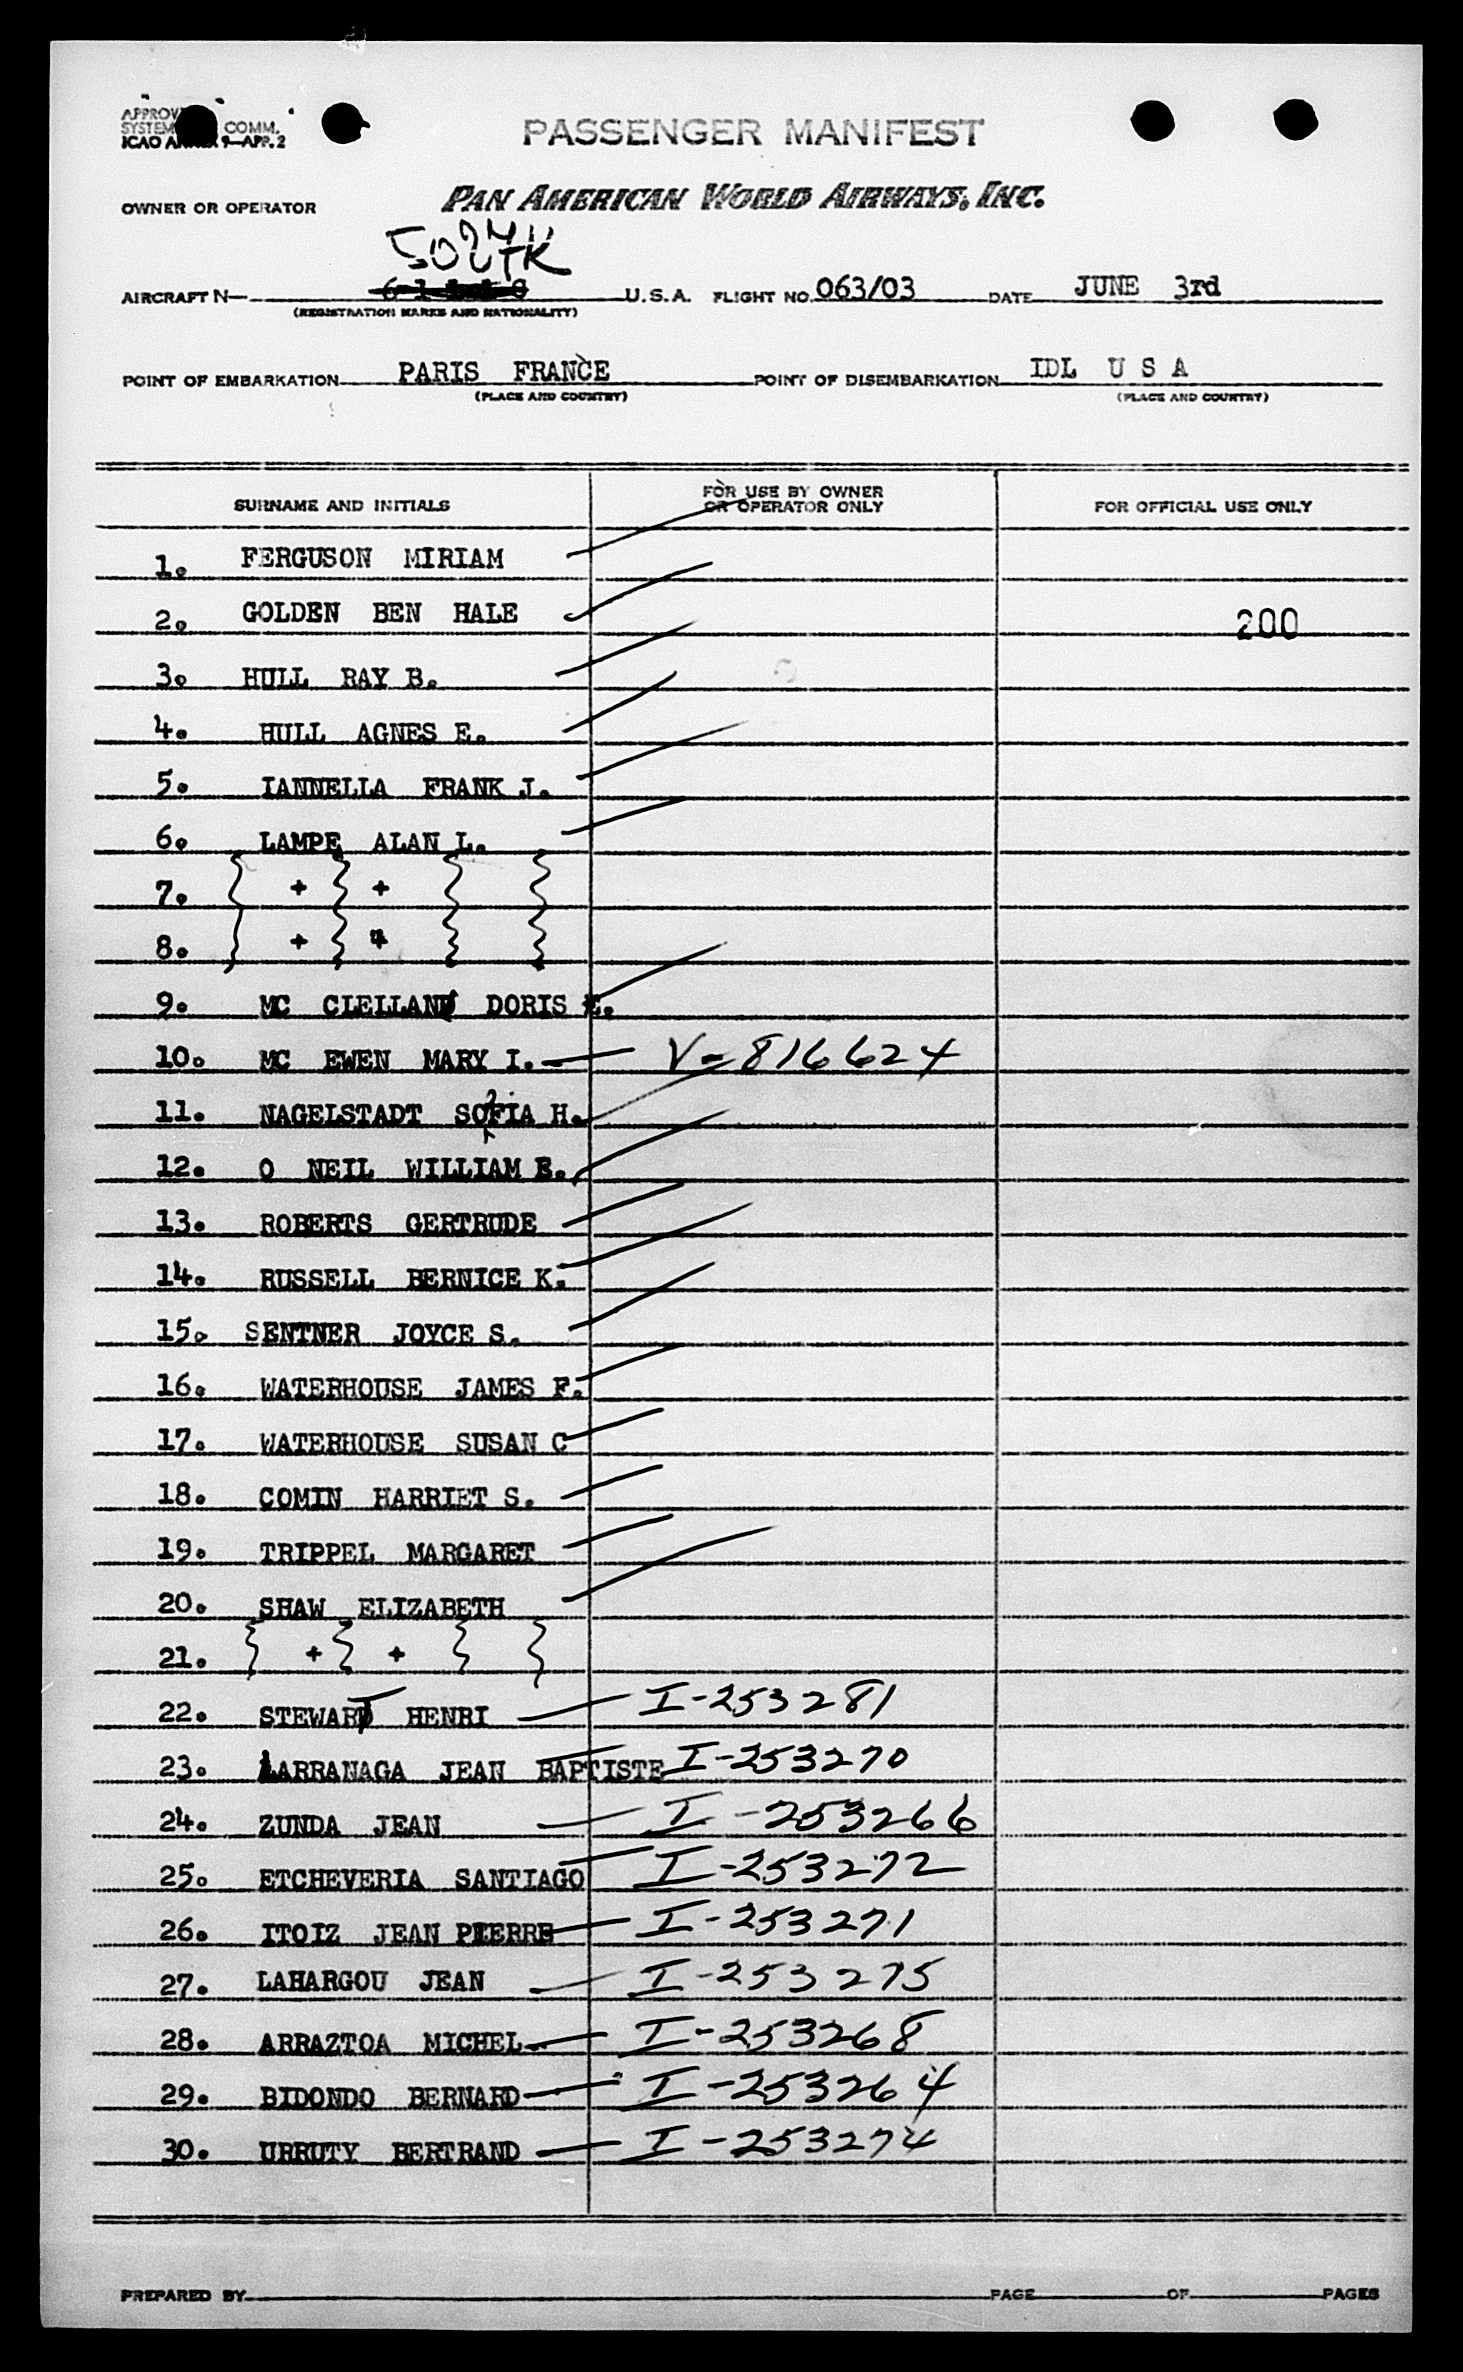 PASSENGER MANIFEST
COMM.
ICAO 9—APP. 2
OWNER OR OPERATOR PAN AMERICAN WORLD AIRWAYS, INC.
AIRCRAFT N— U.S.A. FLIGHT NO. 063/03 DATE JUNE 3rd
(REGISTRATION MARKS AND NATIONALITY)
POINT OF EMBARKATION PARIS FRANCE POINT OF DISEMBARKATION IDL U S A
(PLACE AND COUNTRY) (PLACE AND COUNTRY)
SURNAME AND INITIALS FOR USE BY OWNER OR OPERATOR ONLY FOR OFFICIAL USE ONLY
1. FERGUSON MIRIAM
2. GOLDEN BEN HALE 200
3. HULL RAY B.
4. HULL AGNES E.
5. IANNELLA FRANK J.
6. LAMPE ALAN L.
7. + +
8. + +
9. MC CLELLAND DORIS E.
10. MC EWEN MARY I. V-816624
11. NAGELSTADT SOFIA H.
12. O NEIL WILLIAM E.
13. ROBERTS GERTRUDE
14. RUSSELL BERNICE K.
15. SENTNER JOYCE S.
16. WATERHOUSE JAMES F.
17. WATERHOUSE SUSAN C
18. COMIN HARRIET S.
19. TRIPPEL MARGARET
20. SHAW ELIZABETH
21. + +
22. STEWART HENRI I-253281
23. LARRANAGA JEAN BAPTISTE I-253270
24. ZUNDA JEAN I-253266
25. ETCHEVERIA SANTIAGO I-253272
26. ITOIZ JEAN PIERRE I-253271
27. LAHARGOU JEAN I-253275
28. ARRAZTOA MICHEL I-253268
29. BIDONDO BERNARD I-253264
30. URRUTY BERTRAND I-253274
PREPARED BY PAGE OF PAGES